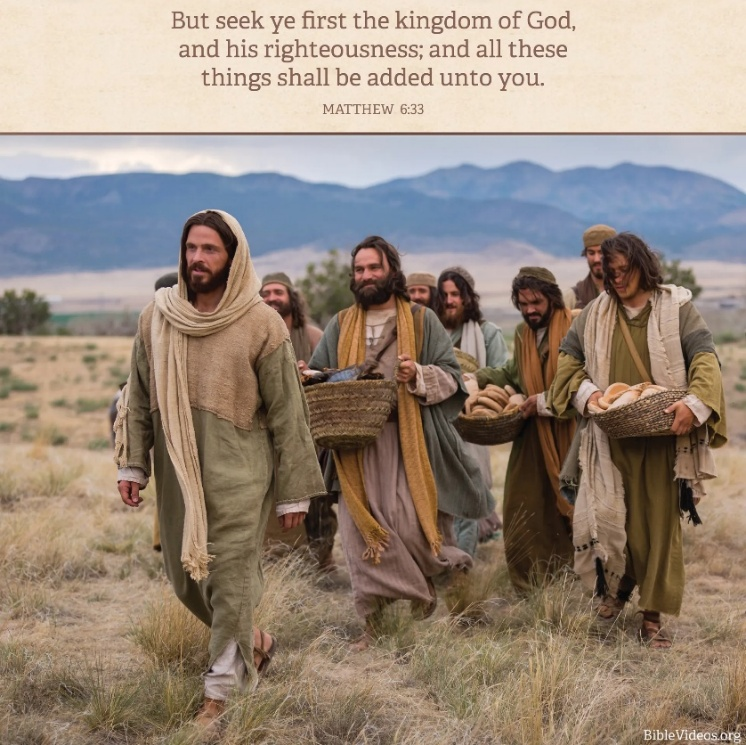 But seek ye first the kingdom of God,
and his righteousness; and all these
things shall be added unto you.
MATTHEW 6:33
BibleVideos.org